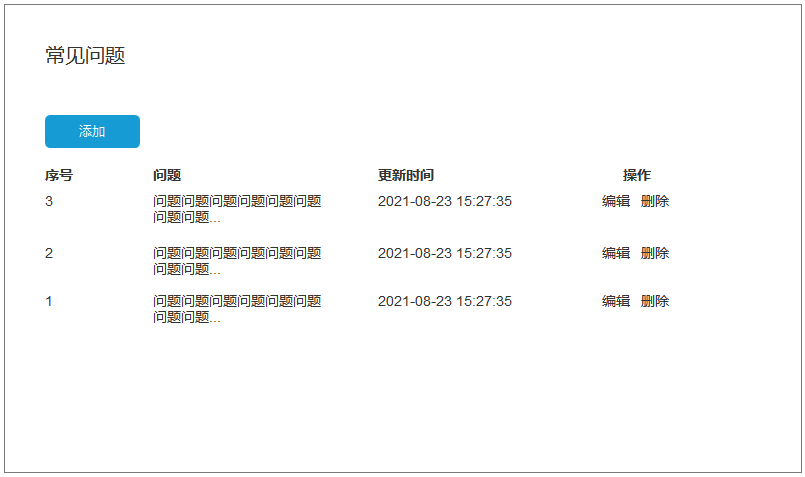 常见问题
添加
序号 问题 更新时间 操作
3 问题问题问题问题问题问题 2021-08-23 15:27:35 编辑 删除
问题问题...
2 问题问题问题问题问题问题 2021-08-23 15:27:35 编辑 删除
问题问题...
1 问题问题问题问题问题问题 2021-08-23 15:27:35 编辑 删除
问题问题...